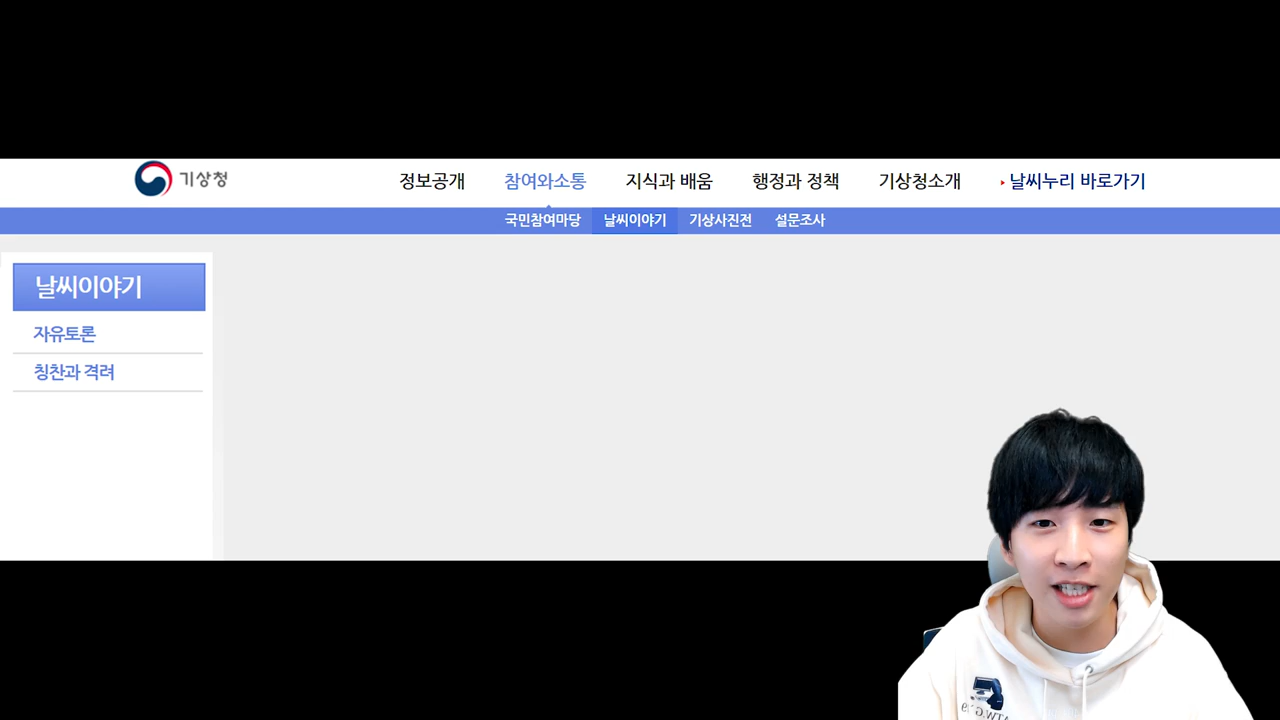 기상청
정보공개 참여와소통 지식과 배움 행정과 정책 기상청소개 날씨누리 바로가기
국민참여마당 날씨이야기 기상사진전 설문조사
날씨이야기
자유토론
칭찬과 격려